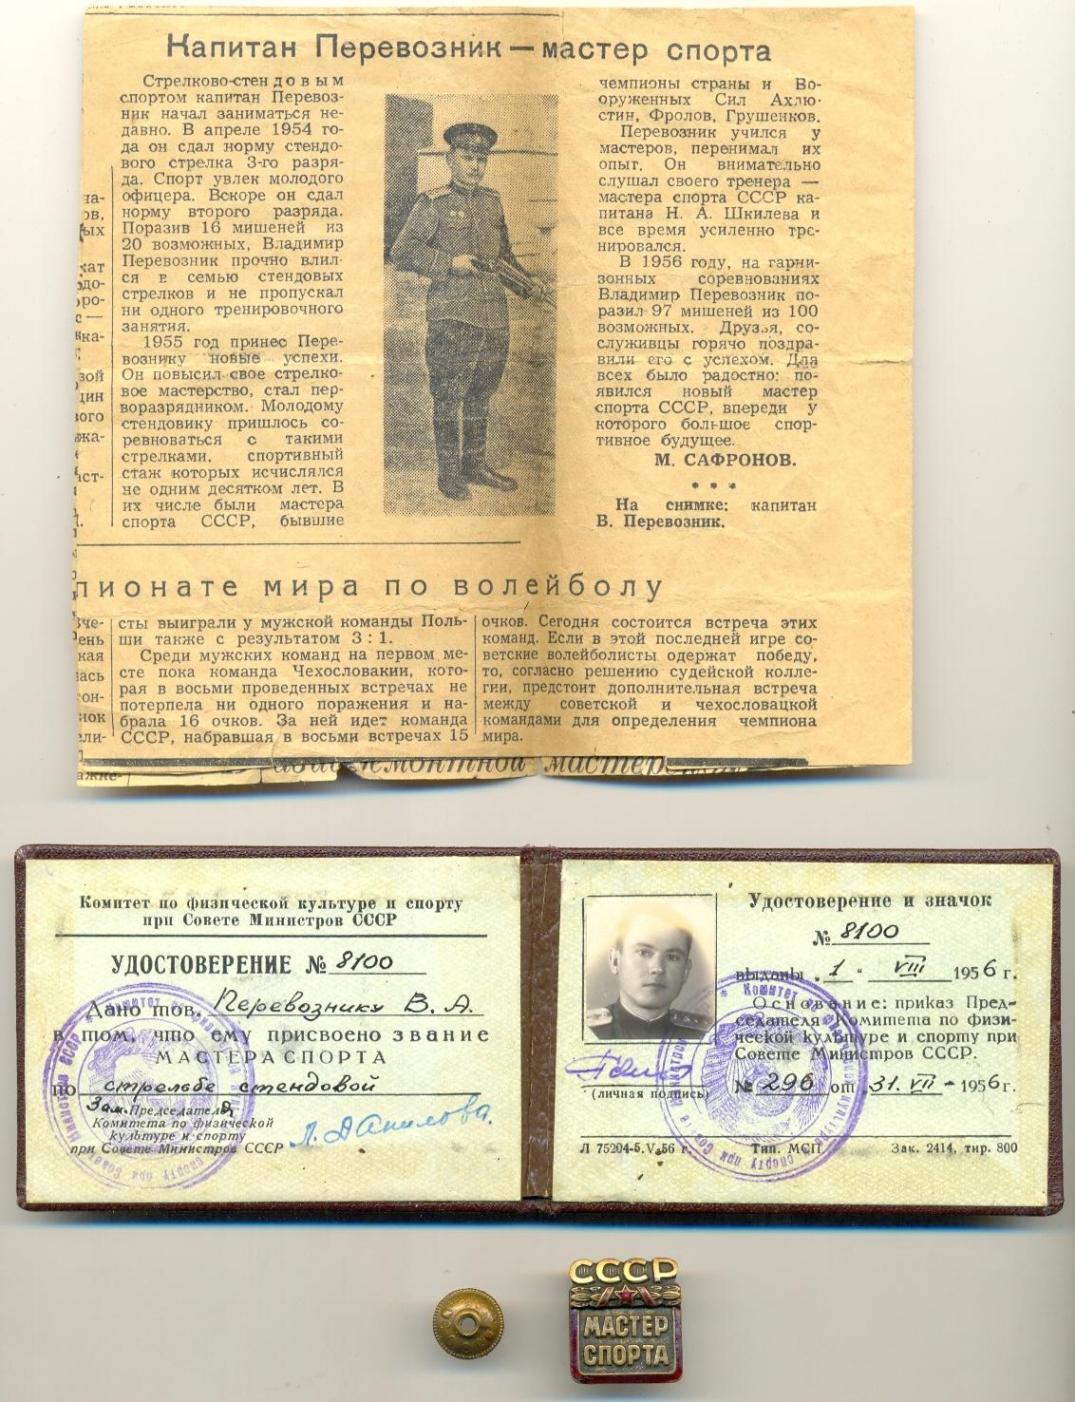 Капитан Перевозник — мастер спорта
Стрелково-стендовым
спортом капитан Перевоз-
ник начал заниматься не-
давно. В апреле 1954 го-
да он сдал норму стендо-
вого стрелка 3-го разря-
да. Спорт увлек молодого
офицера. Вскоре он сдал
норму второго разряда.
Поразив 16 мишеней из
20 возможных, Владимир
Перевозник прочно влил-
ся в семью стендовых
стрелков и не пропускал
ни одного тренировочного
занятия.
1955 год принес Пере-
вознику новые успехи.
Он повысил свое стрелко-
вое мастерство, стал пер-
воразрядником. Молодому
стендовику пришлось со-
ревноваться с такими
стрелками, спортивный
стаж которых исчислялся
не одним десятком лет. В
их числе были мастера
спорта СССР, бывшие
чемпионы страны и Во-
оруженных Сил Ахлю-
стин, Фролов, Грушенков.
Перевозник учился у
мастеров, перенимал их
опыт. Он внимательно
слушал своего тренера —
мастера спорта СССР ка-
питана Н. А. Шкилева и
все время усиленно тре-
нировался.
В 1956 году, на гарни-
зонных соревнованиях
Владимир Перевозник по-
разил 97 мишеней из 100
возможных. Друзья, со-
служивцы горячо поздра-
вили его с успехом. Для
всех было радостно: по-
явился новый мастер
спорта СССР, впереди у
которого большое спор-
тивное будущее.
М. САФРОНОВ.
* * *
На снимке: капитан
В. Перевозник.
пионате мира по волейболу
сты выиграли у мужской команды Поль-
ши также с результатом 3 : 1.
Среди мужских команд на первом ме-
сте пока команда Чехословакии, кото-
рая в восьми проведенных встречах не
потерпела ни одного поражения и на-
брала 16 очков. За ней идет команда
СССР, набравшая в восьми встречах 15
очков. Сегодня состоится встреча этих
команд. Если в этой последней игре со-
ветские волейболисты одержат победу,
то, согласно решению судейской колле-
гии, предстоит дополнительная встреча
между советской и чехословацкой
командами для определения чемпиона
мира.
Комитет по физической культуре и спорту
при Совете Министров СССР
УДОСТОВЕРЕНИЕ № 8100
Дано тов. Перевознику В. А.
в том, что ему присвоено звание
МАСТЕРА СПОРТА
по стрельбе стендовой
Зам. Председателя
Комитета по физической
культуре и спорту
при Совете Министров СССР
Л. Данилова.
Удостоверение и значок
№ 8100
выданы 1 VIII 1956 г.
Основание: приказ Пред-
седателя Комитета по физи-
ческой культуре и спорту при
Совете Министров СССР.
№ 296 от 31. VII - 1956 г.
(личная подпись)
Л 75204-5.V.56 г. Тип. МСП Зак. 2414, тир. 800
СССР
МАСТЕР
СПОРТА